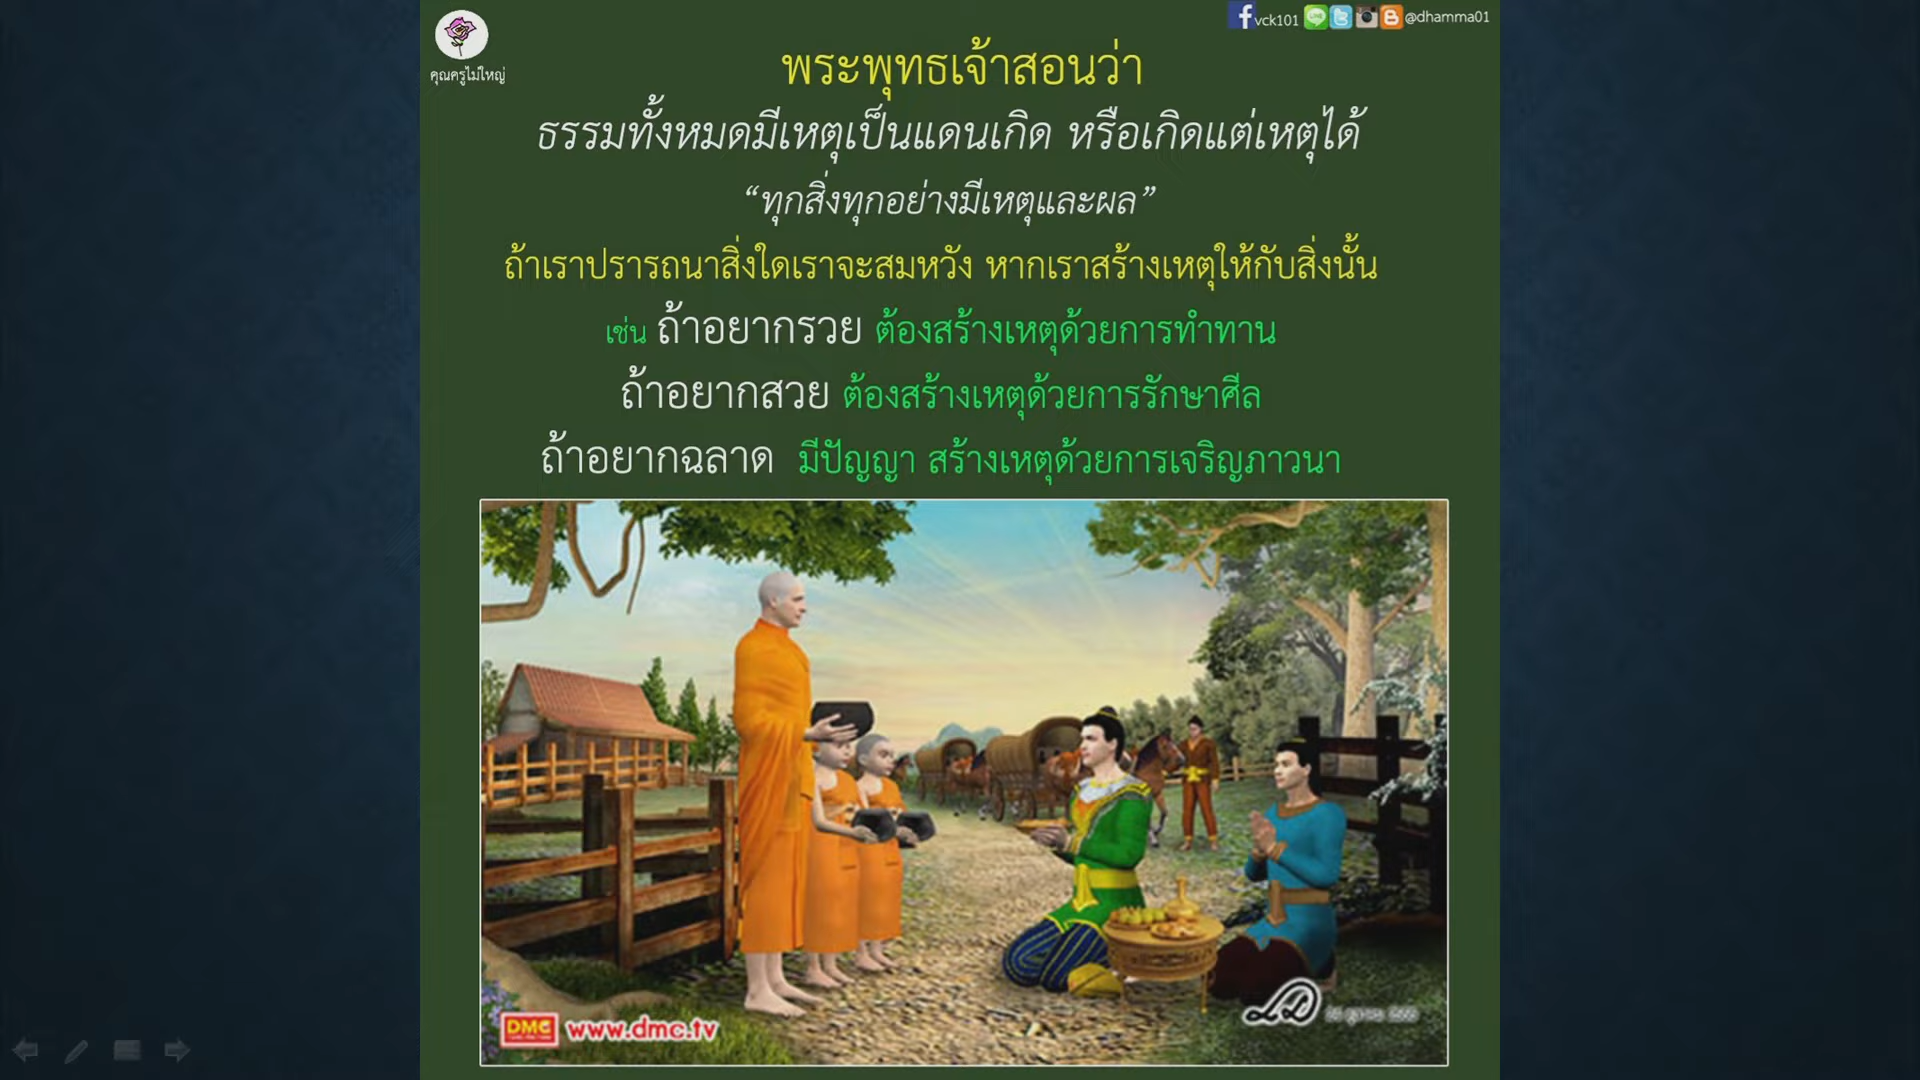 vck101 @dhamma01
คุณครูไม่ใหญ่
พระพุทธเจ้าสอนว่า
ธรรมทั้งหมดมีเหตุเป็นแดนเกิด หรือเกิดแต่เหตุได้
“ทุกสิ่งทุกอย่างมีเหตุและผล”
ถ้าเราปรารถนาสิ่งใดเราจะสมหวัง หากเราสร้างเหตุให้กับสิ่งนั้น
เช่น ถ้าอยากรวย ต้องสร้างเหตุด้วยการทำทาน
ถ้าอยากสวย ต้องสร้างเหตุด้วยการรักษาศีล
ถ้าอยากฉลาด มีปัญญา สร้างเหตุด้วยการเจริญภาวนา
DMC www.dmc.tv